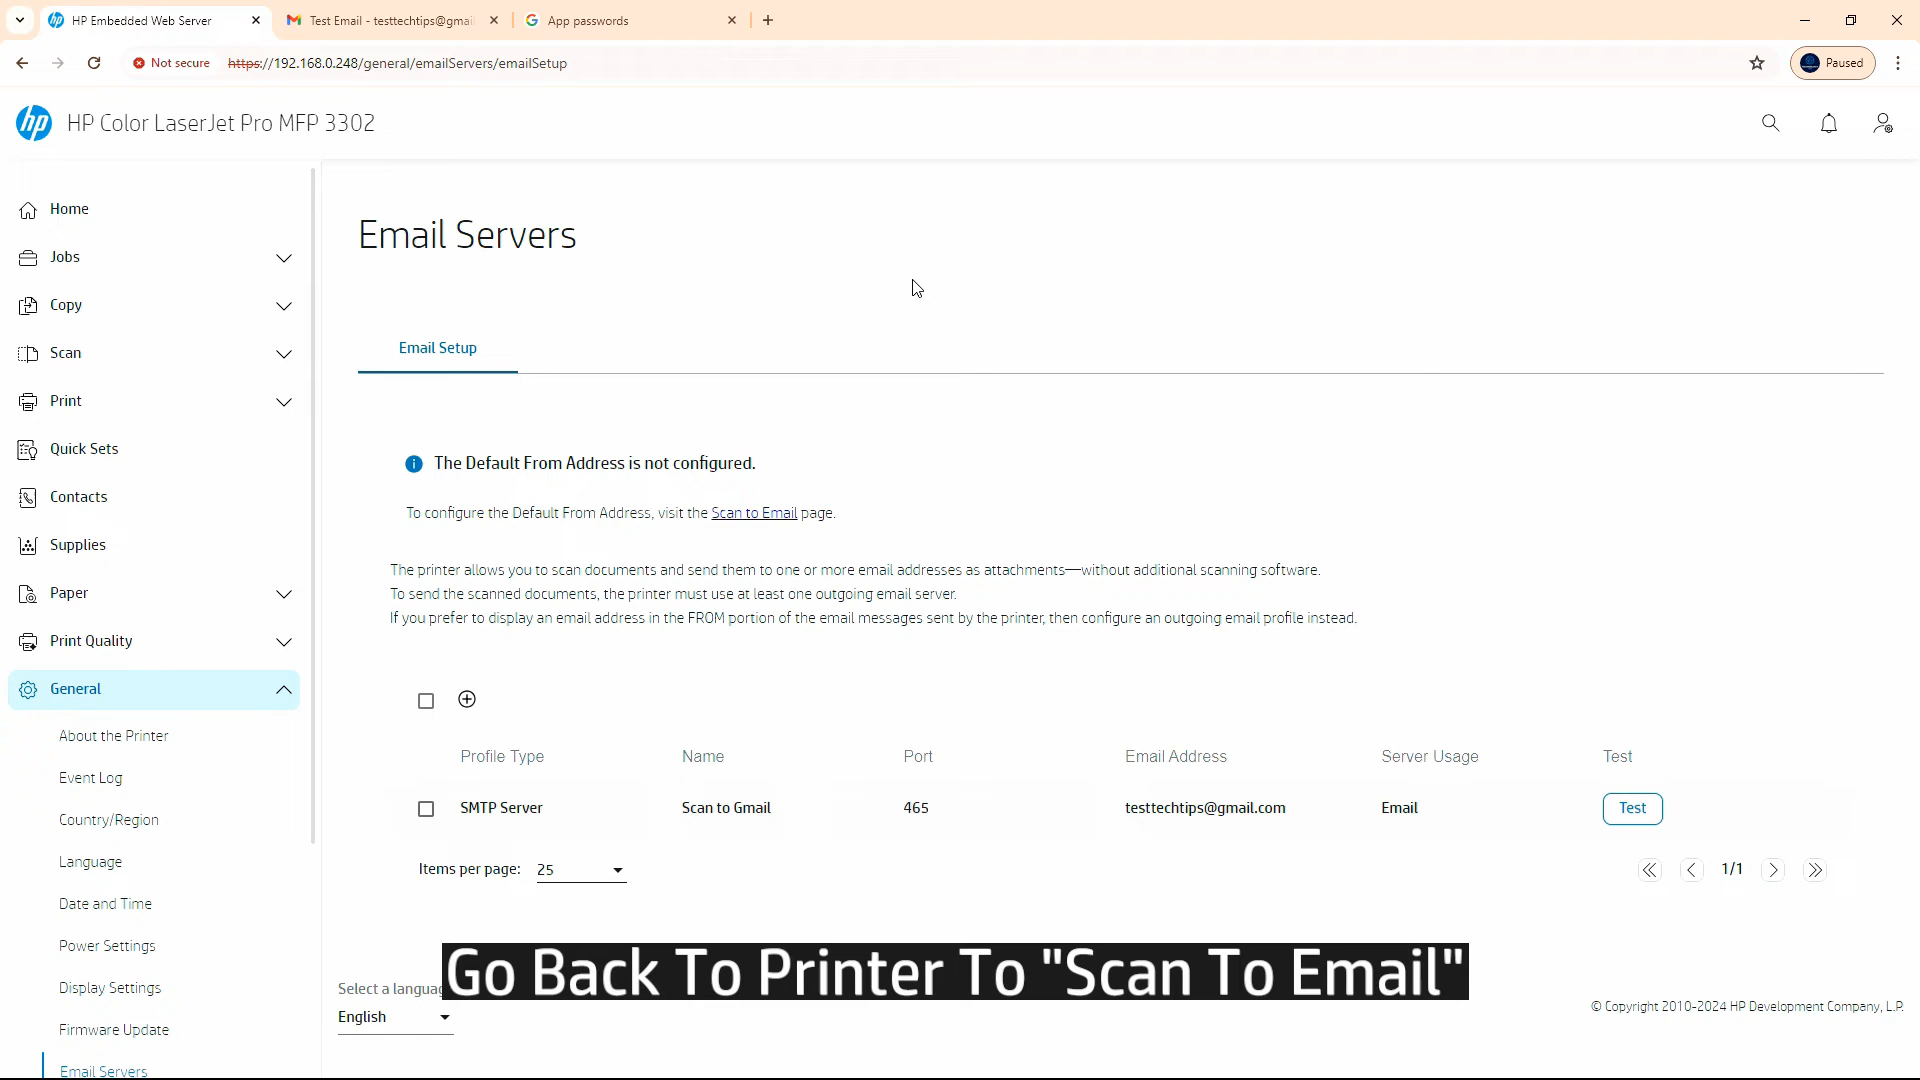 HP Embedded Web Server
Test Email - testtechtips@gmai
App passwords
Not secure
https://192.168.0.248/general/emailServers/emailSetup
Paused
hp
HP Color LaserJet Pro MFP 3302
Home
Jobs
Copy
Scan
Print
Quick Sets
Contacts
Supplies
Paper
Print Quality
General
About the Printer
Event Log
Country/Region
Language
Date and Time
Power Settings
Display Settings
Firmware Update
Email Servers
Email Servers
Email Setup
The Default From Address is not configured.
To configure the Default From Address, visit the Scan to Email page.
The printer allows you to scan documents and send them to one or more email addresses as attachments—without additional scanning software.
To send the scanned documents, the printer must use at least one outgoing email server.
If you prefer to display an email address in the FROM portion of the email messages sent by the printer, then configure an outgoing email profile instead.
Profile Type Name Port Email Address Server Usage Test
SMTP Server Scan to Gmail 465 testtechtips@gmail.com Email Test
Items per page: 25
1/1
Go Back To Printer To "Scan To Email"
Select a languag
English
© Copyright 2010-2024 HP Development Company, L.P.